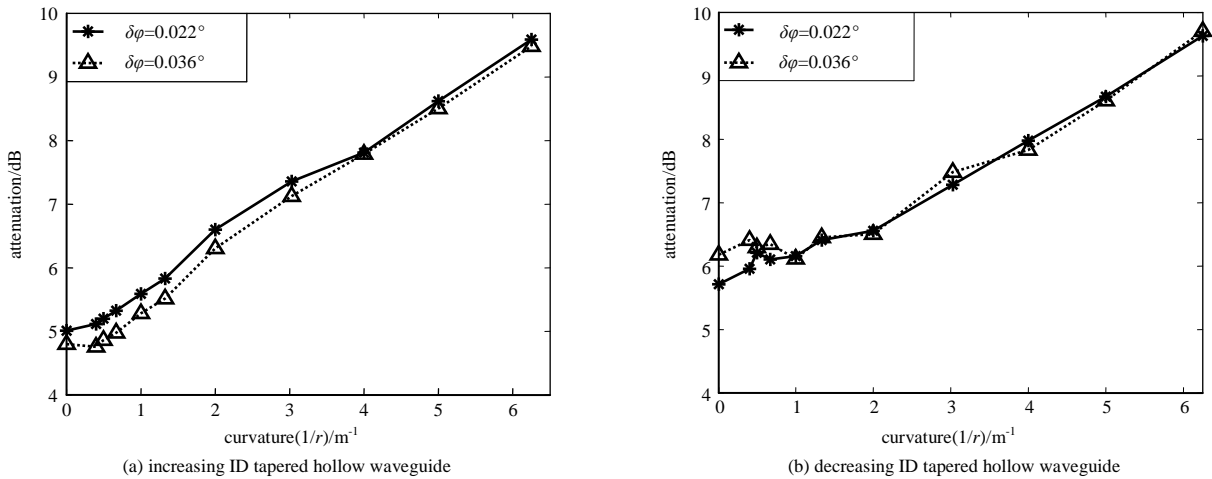 10
9
8
7
6
5
4
attenuation/dB
δφ=0.022°
δφ=0.036°
0 1 2 3 4 5 6
curvature(1/r)/m⁻¹
(a) increasing ID tapered hollow waveguide
10
9
8
7
6
5
4
attenuation/dB
δφ=0.022°
δφ=0.036°
0 1 2 3 4 5 6
curvature(1/r)/m⁻¹
(b) decreasing ID tapered hollow waveguide